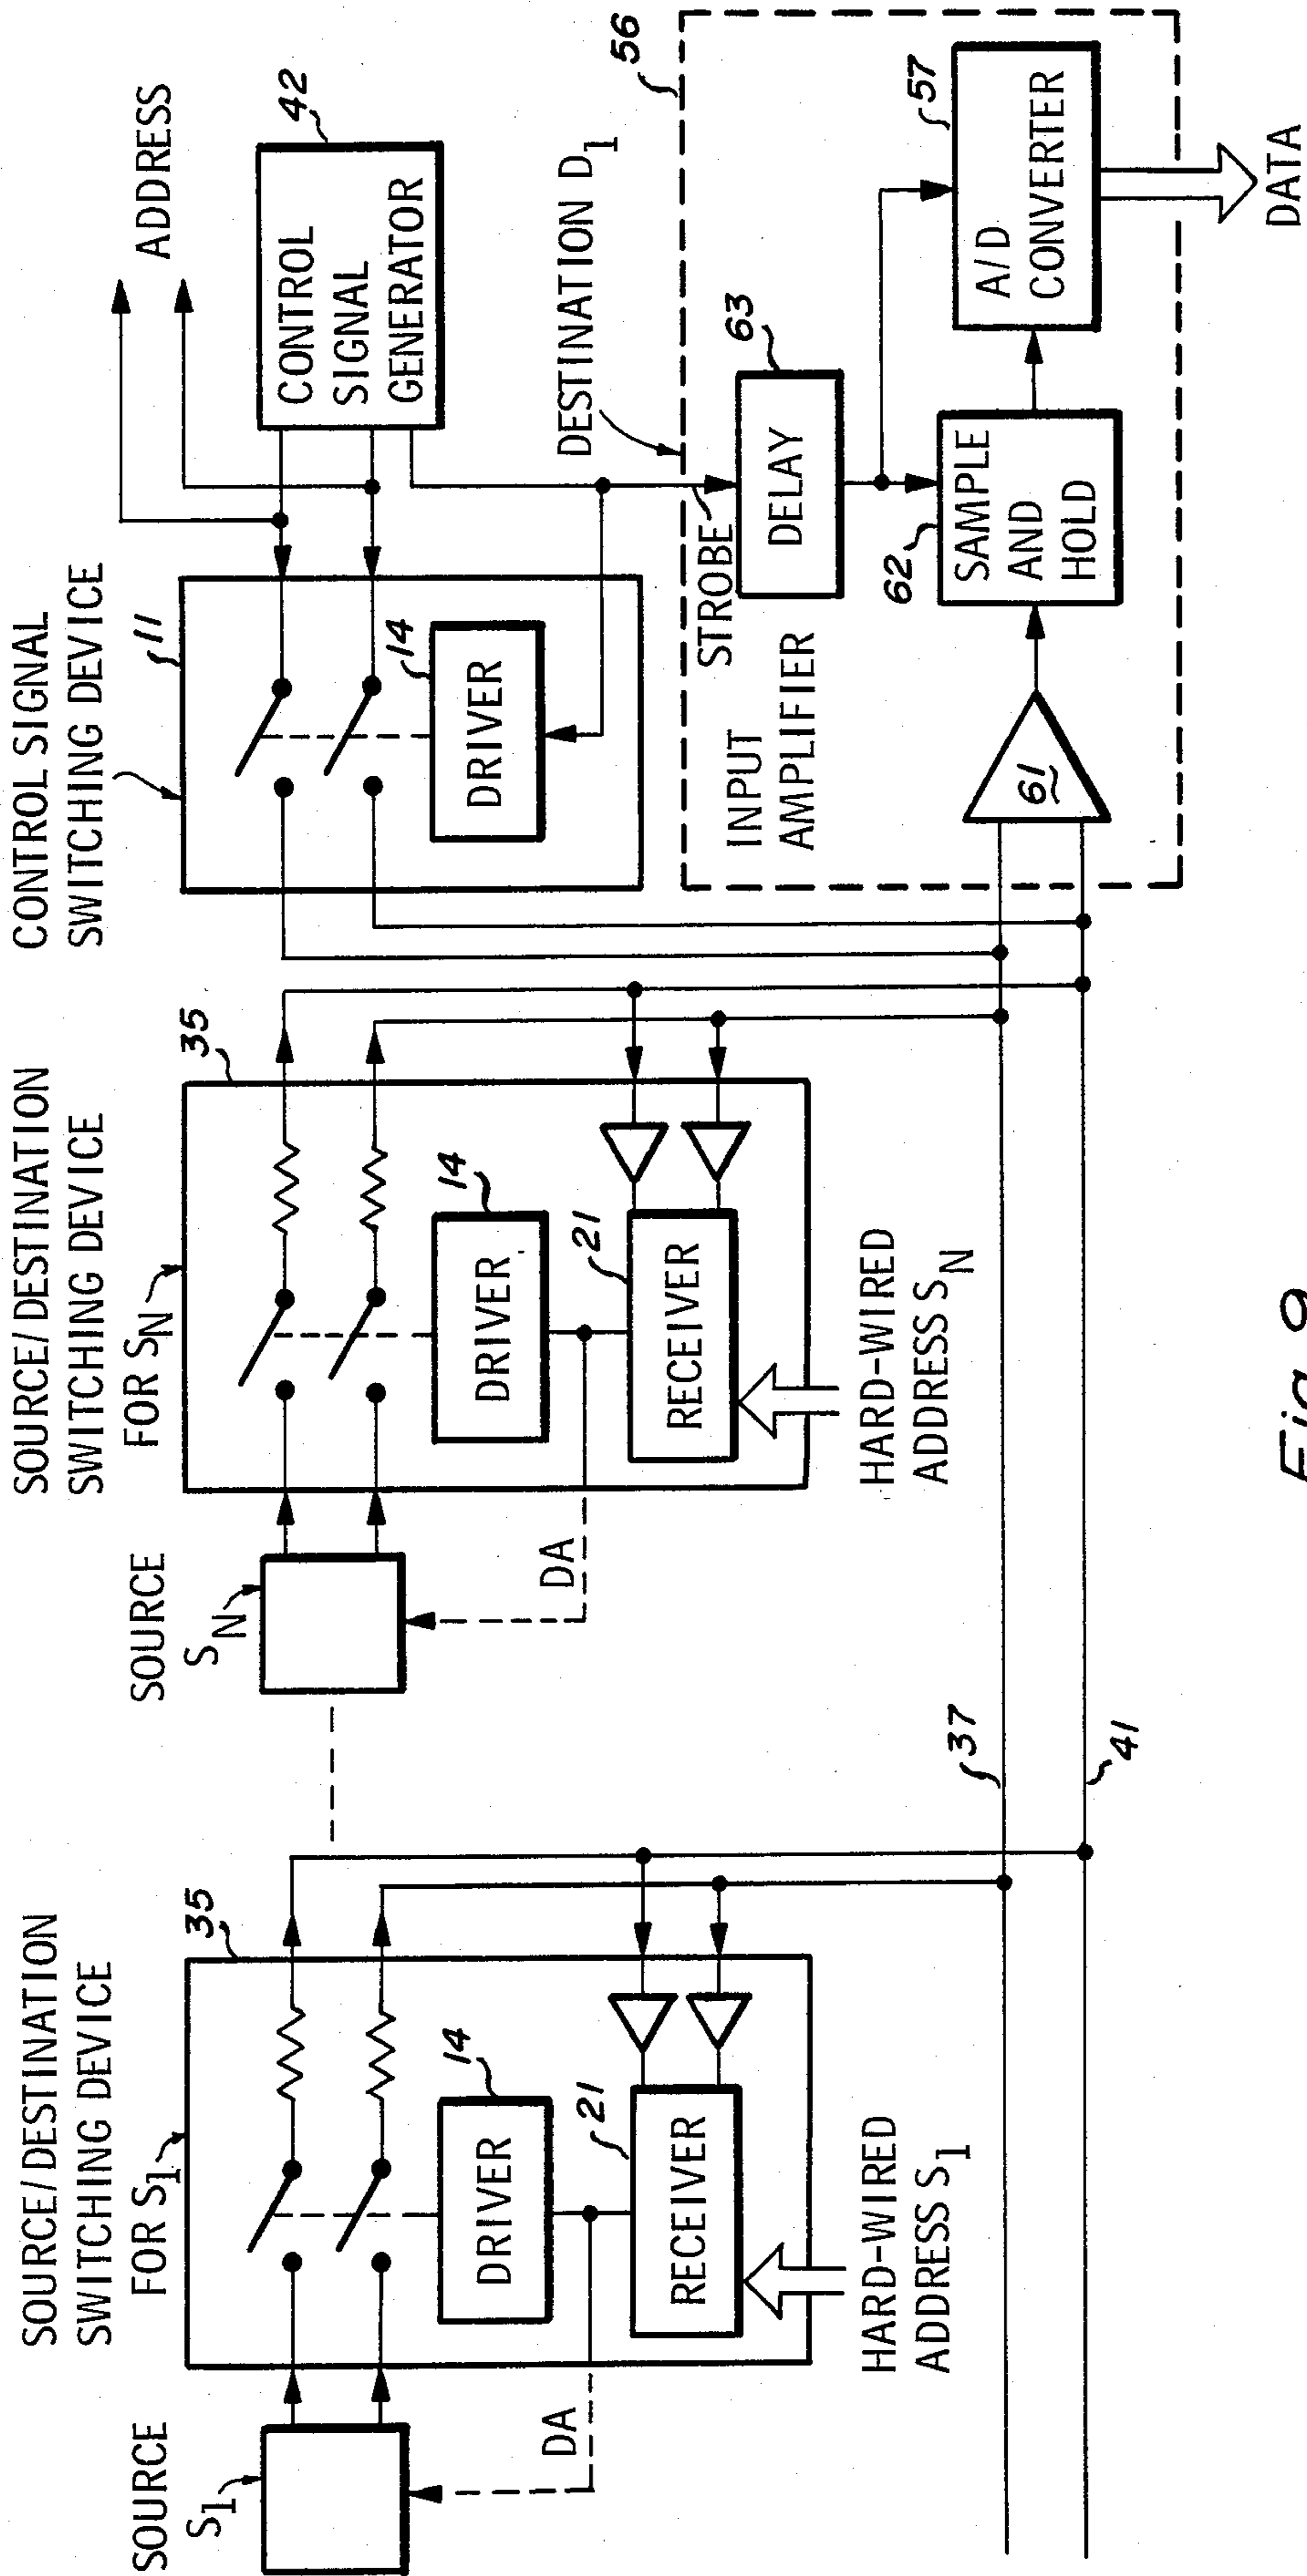 SOURCE
S1
SOURCE/DESTINATION
SWITCHING DEVICE
FOR S1
35
14
DRIVER
21
RECEIVER
DA
HARD-WIRED
ADDRESS S1
SOURCE
SN
SOURCE/DESTINATION
SWITCHING DEVICE
FOR SN
35
14
DRIVER
21
RECEIVER
DA
HARD-WIRED
ADDRESS SN
37
41
CONTROL SIGNAL
SWITCHING DEVICE
11
14
DRIVER
ADDRESS
42
CONTROL
SIGNAL
GENERATOR
DESTINATION D1
56
STROBE
63
DELAY
INPUT
AMPLIFIER
61
62
SAMPLE
AND
HOLD
57
A/D
CONVERTER
DATA
Fig. 9